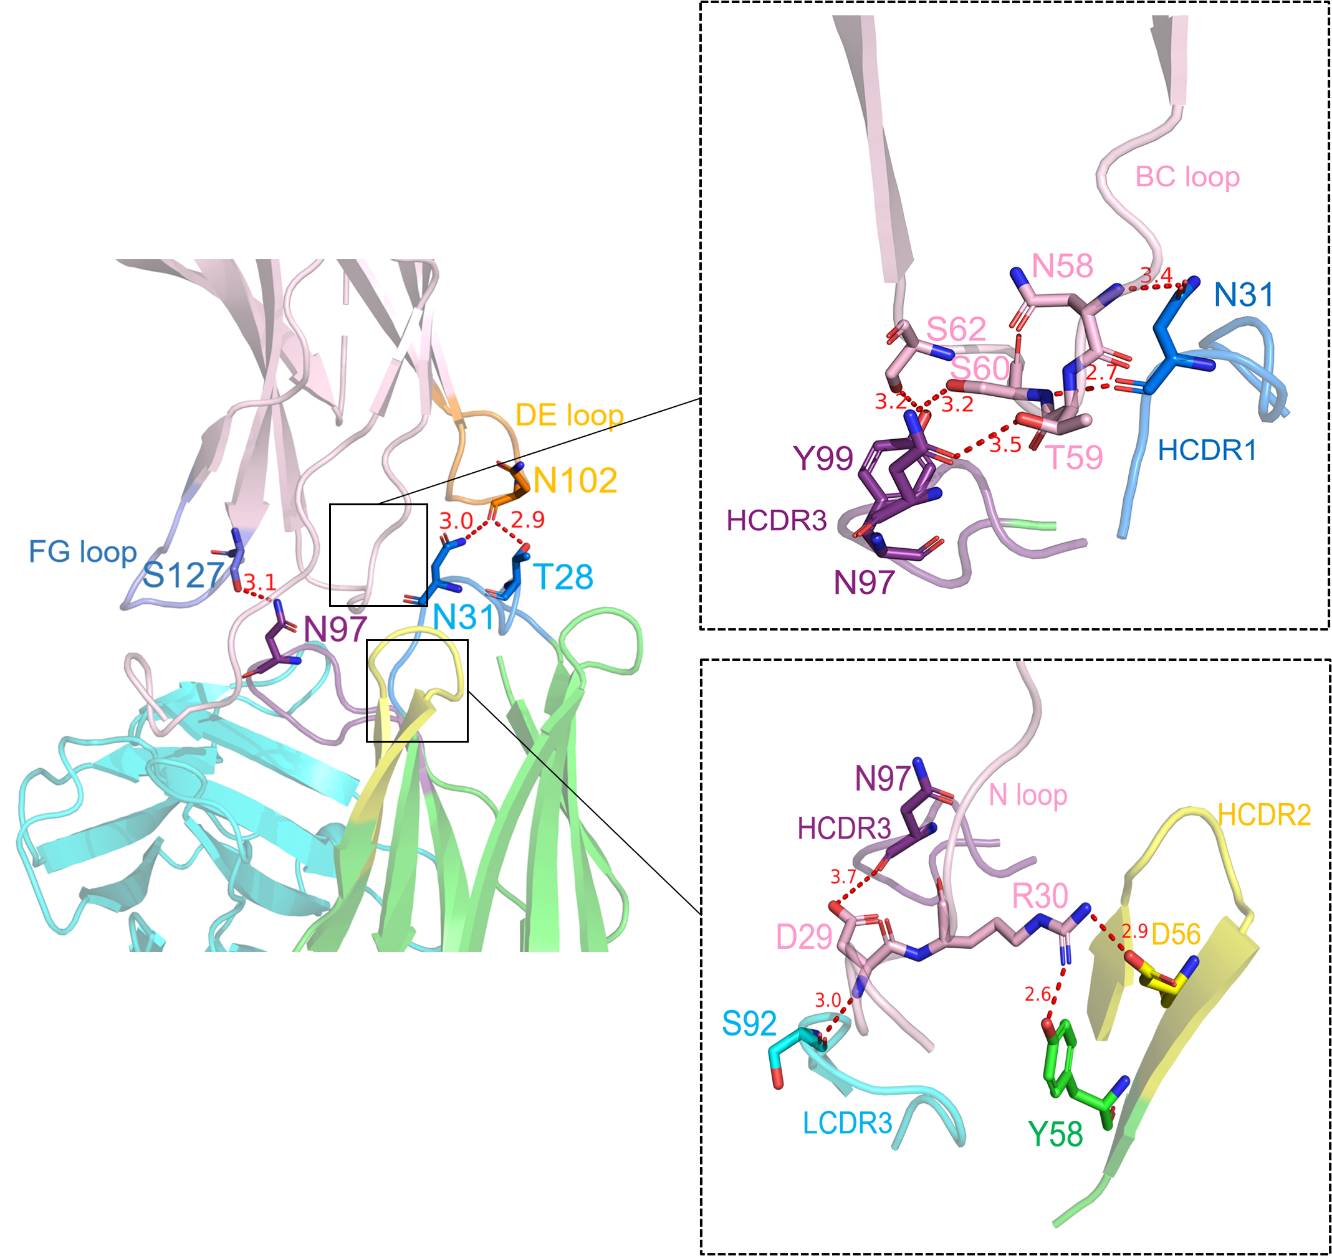 DE loop
N102
3.0
2.9
FG loop
S127
3.1
T28
N31
N97
BC loop
N58
3.4
N31
S62
S60
2.7
3.2
3.2
3.5
T59
Y99
HCDR1
HCDR3
N97
N97
N loop
HCDR2
HCDR3
3.7
R30
D29
2.9
D56
3.0
2.6
S92
LCDR3
Y58